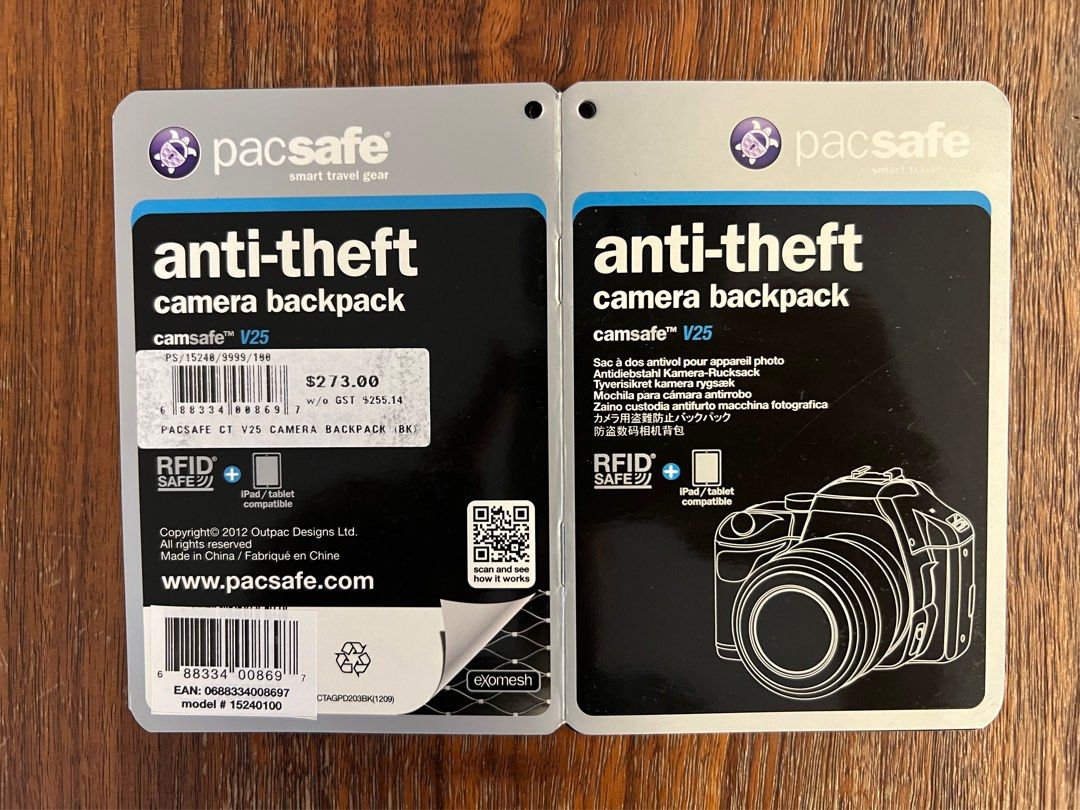 pacsafe®
smart travel gear
anti-theft
camera backpack
camsafe™ V25
PS/15240/9999/100
$273.00
w/o GST $255.14
6 88334 00869 7
PACSAFE CT V25 CAMERA BACKPACK (BK)
RFID®
SAFE
+
iPad/tablet
compatible
Copyright© 2012 Outpac Designs Ltd.
All rights reserved
Made in China / Fabriqué en Chine
www.pacsafe.com
scan and see
how it works
6 88334 00869 7
EAN: 0688334008697
model # 15240100
CTAGPD203BK(1209)
exomesh
pacsafe
smart travel gear
anti-theft
camera backpack
camsafe™ V25
Sac à dos antivol pour appareil photo
Antidiebstahl Kamera-Rucksack
Tyverisikret kamera rygsæk
Mochila para cámara antirrobo
Zaino custodia antifurto macchina fotografica
カメラ用盗難防止バックパック
防盗数码相机背包
RFID®
SAFE
+
iPad/tablet
compatible